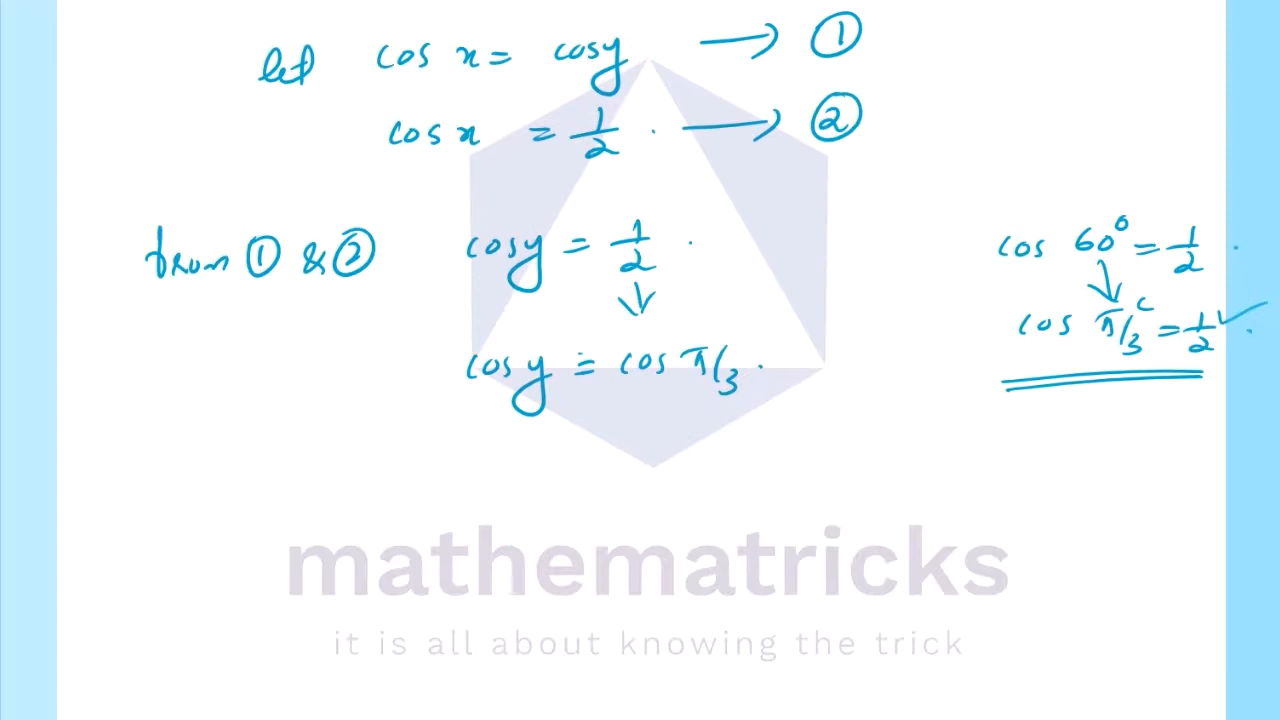 let cos x = cos y → ①
cos x = 1/2 . → ②
from ① & ② cos y = 1/2 .
cos 60° = 1/2 .
↓
cos π/3 ᶜ = 1/2 ✓ .
↓
cos y = cos π/3 .
mathematricks
it is all about knowing the trick